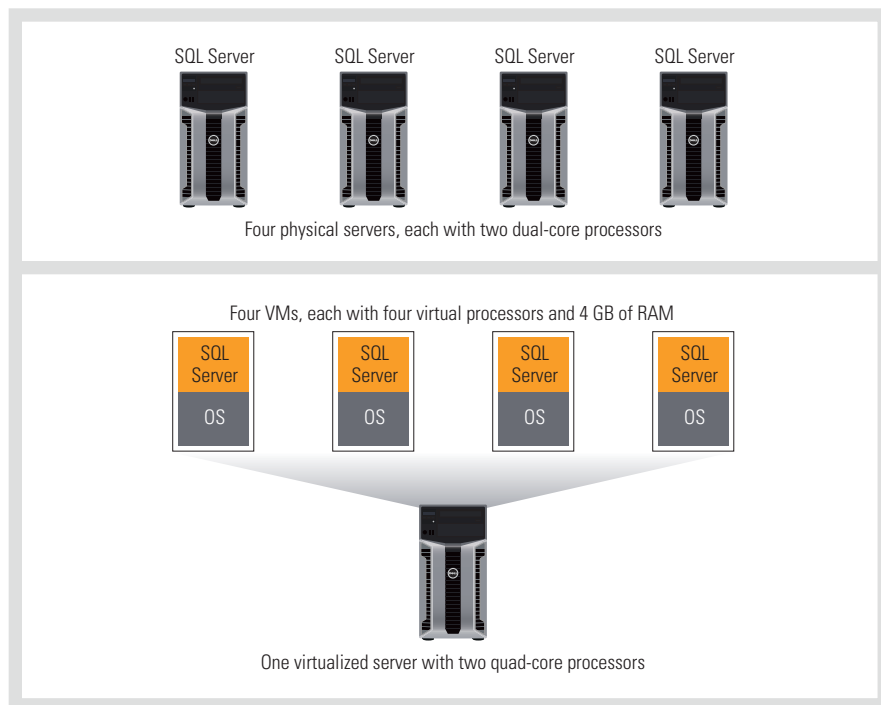 SQL Server SQL Server SQL Server SQL Server
Four physical servers, each with two dual-core processors
Four VMs, each with four virtual processors and 4 GB of RAM
SQL
Server
OS
SQL
Server
OS
SQL
Server
OS
SQL
Server
OS
One virtualized server with two quad-core processors